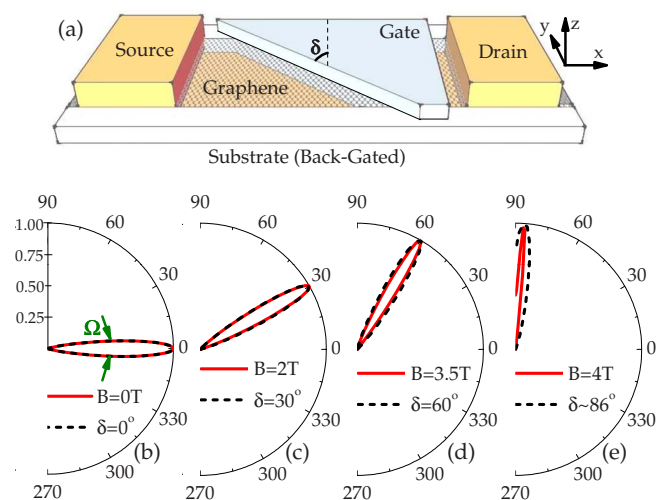 (a)
Source
δ
Gate
Drain
y
z
x
Graphene
Substrate (Back-Gated)
90
60
30
0
330
300
270
1.00
0.75
0.50
0.25
Ω
B=0T
δ=0°
(b)
90
60
30
0
330
300
270
B=2T
δ=30°
(c)
90
60
30
0
330
300
270
B=3.5T
δ=60°
(d)
90
60
30
0
330
300
270
B=4T
δ~86°
(e)